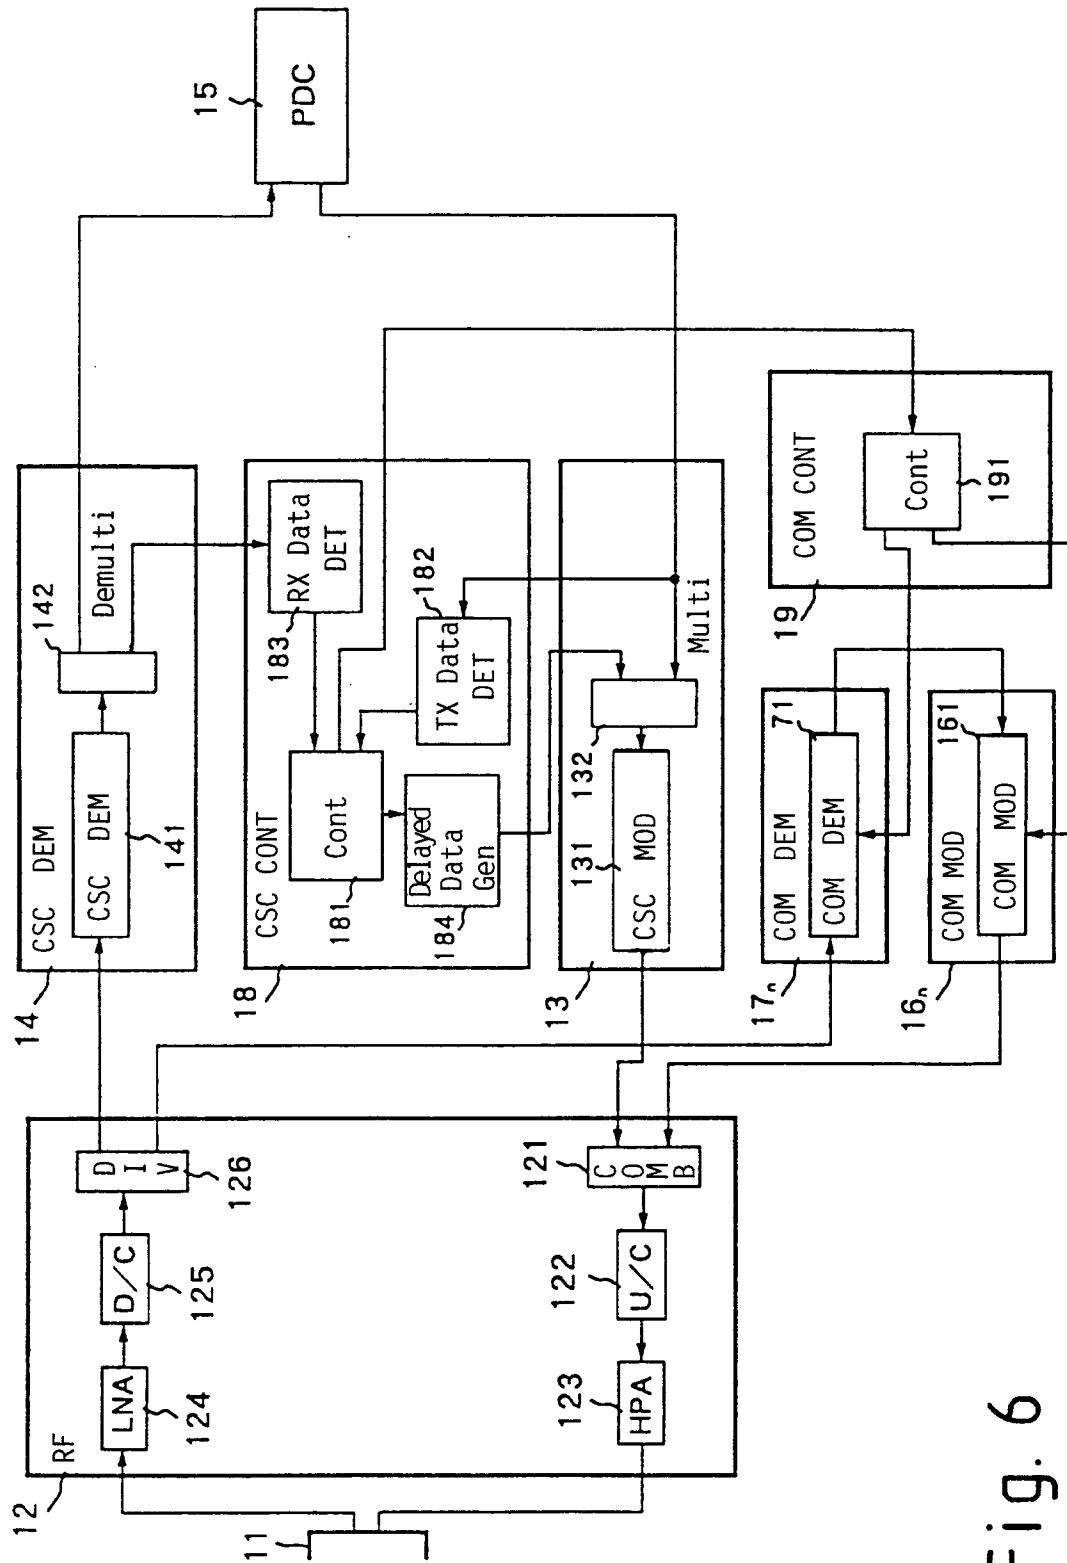 14
CSC DEM
CSC DEM
141
142
Demulti
15
PDC
18
CSC CONT
183
RX Data
DET
182
TX Data
DET
Cont
181
Delayed
Data
Gen
184
13
131
CSC MOD
132
Multi
19
COM CONT
Cont
191
17n
COM DEM
COM DEM
71
16n
COM MOD
COM MOD
161
12
RF
LNA
124
D/C
125
DIV
126
COMB
121
U/C
122
HPA
123
11
Fig. 6